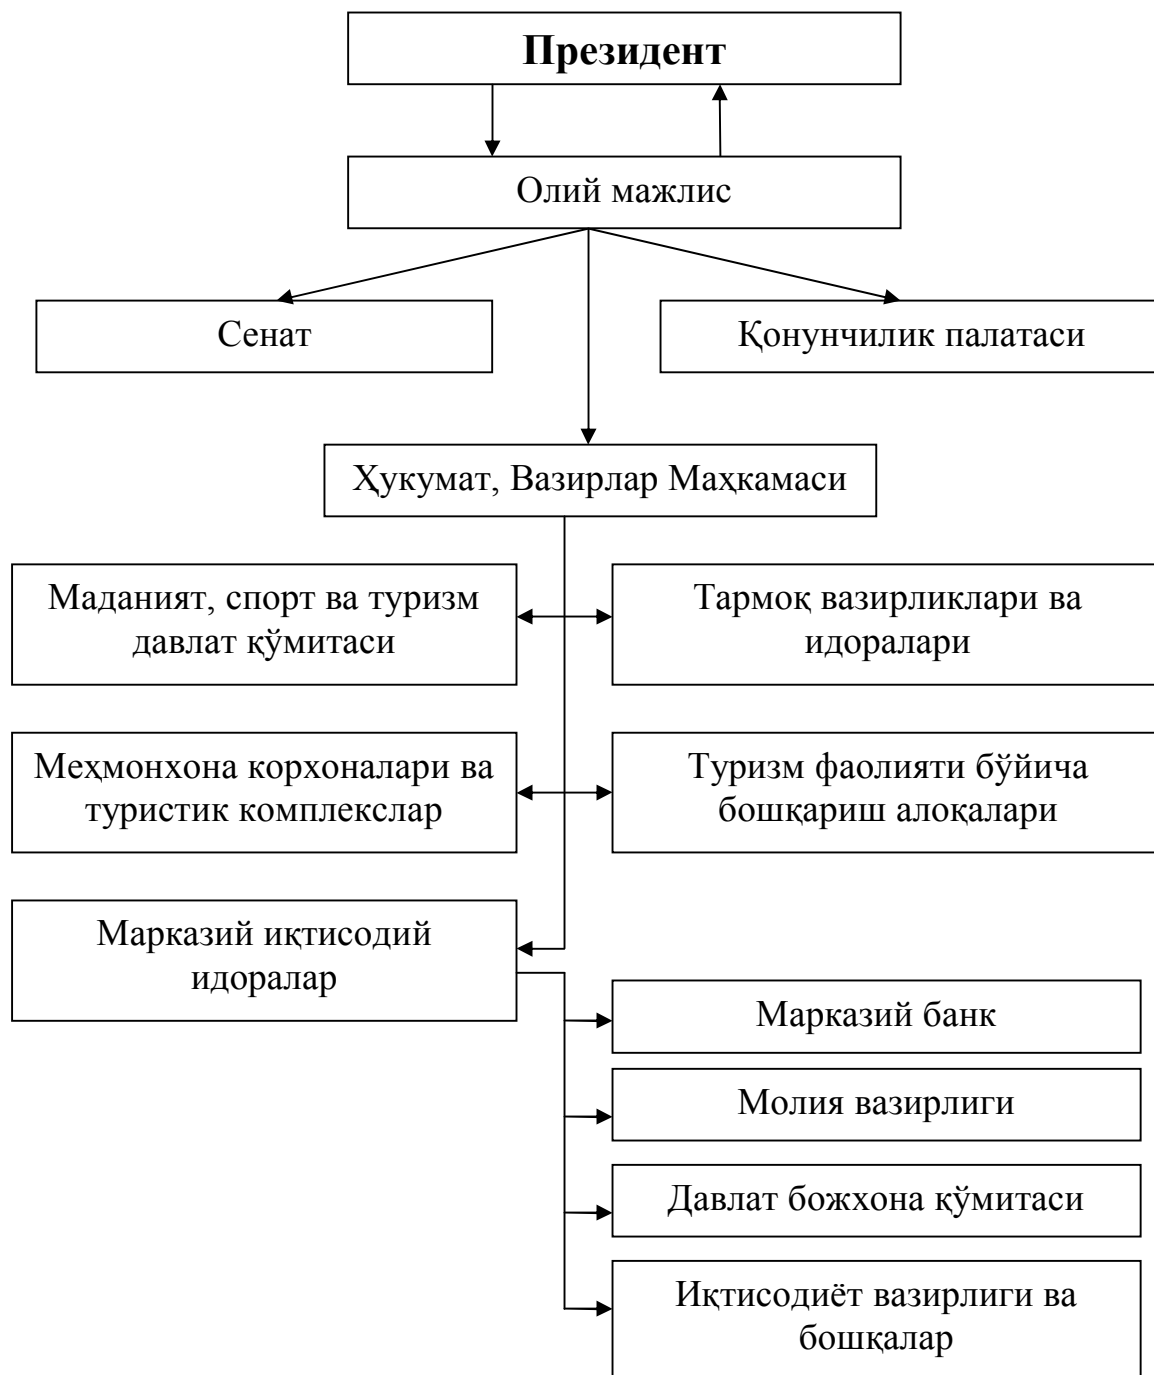 Президент
Олий мажлис
Сенат
Қонунчилик палатаси
Ҳукумат, Вазирлар Маҳкамаси
Маданият, спорт ва туризм
давлат қўмитаси
Тармоқ вазирликлари ва
идоралари
Меҳмонхона корхоналари ва
туристик комплекслар
Туризм фаолияти бўйича
бошқариш алоқалари
Марказий иқтисодий
идоралар
Марказий банк
Молия вазирлиги
Давлат божхона қўмитаси
Иқтисодиёт вазирлиги ва
бошқалар